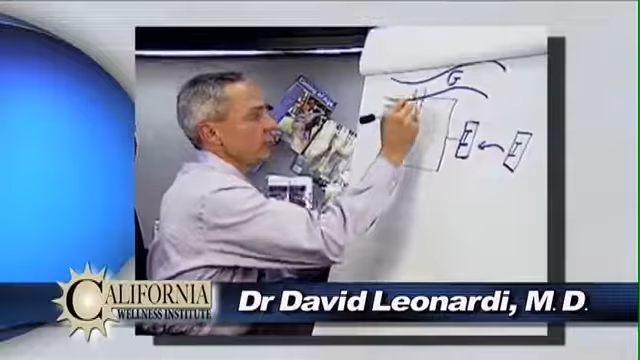 G
I
I
CALIFORNIA
WELLNESS INSTITUTE
Dr David Leonardi, M. D.